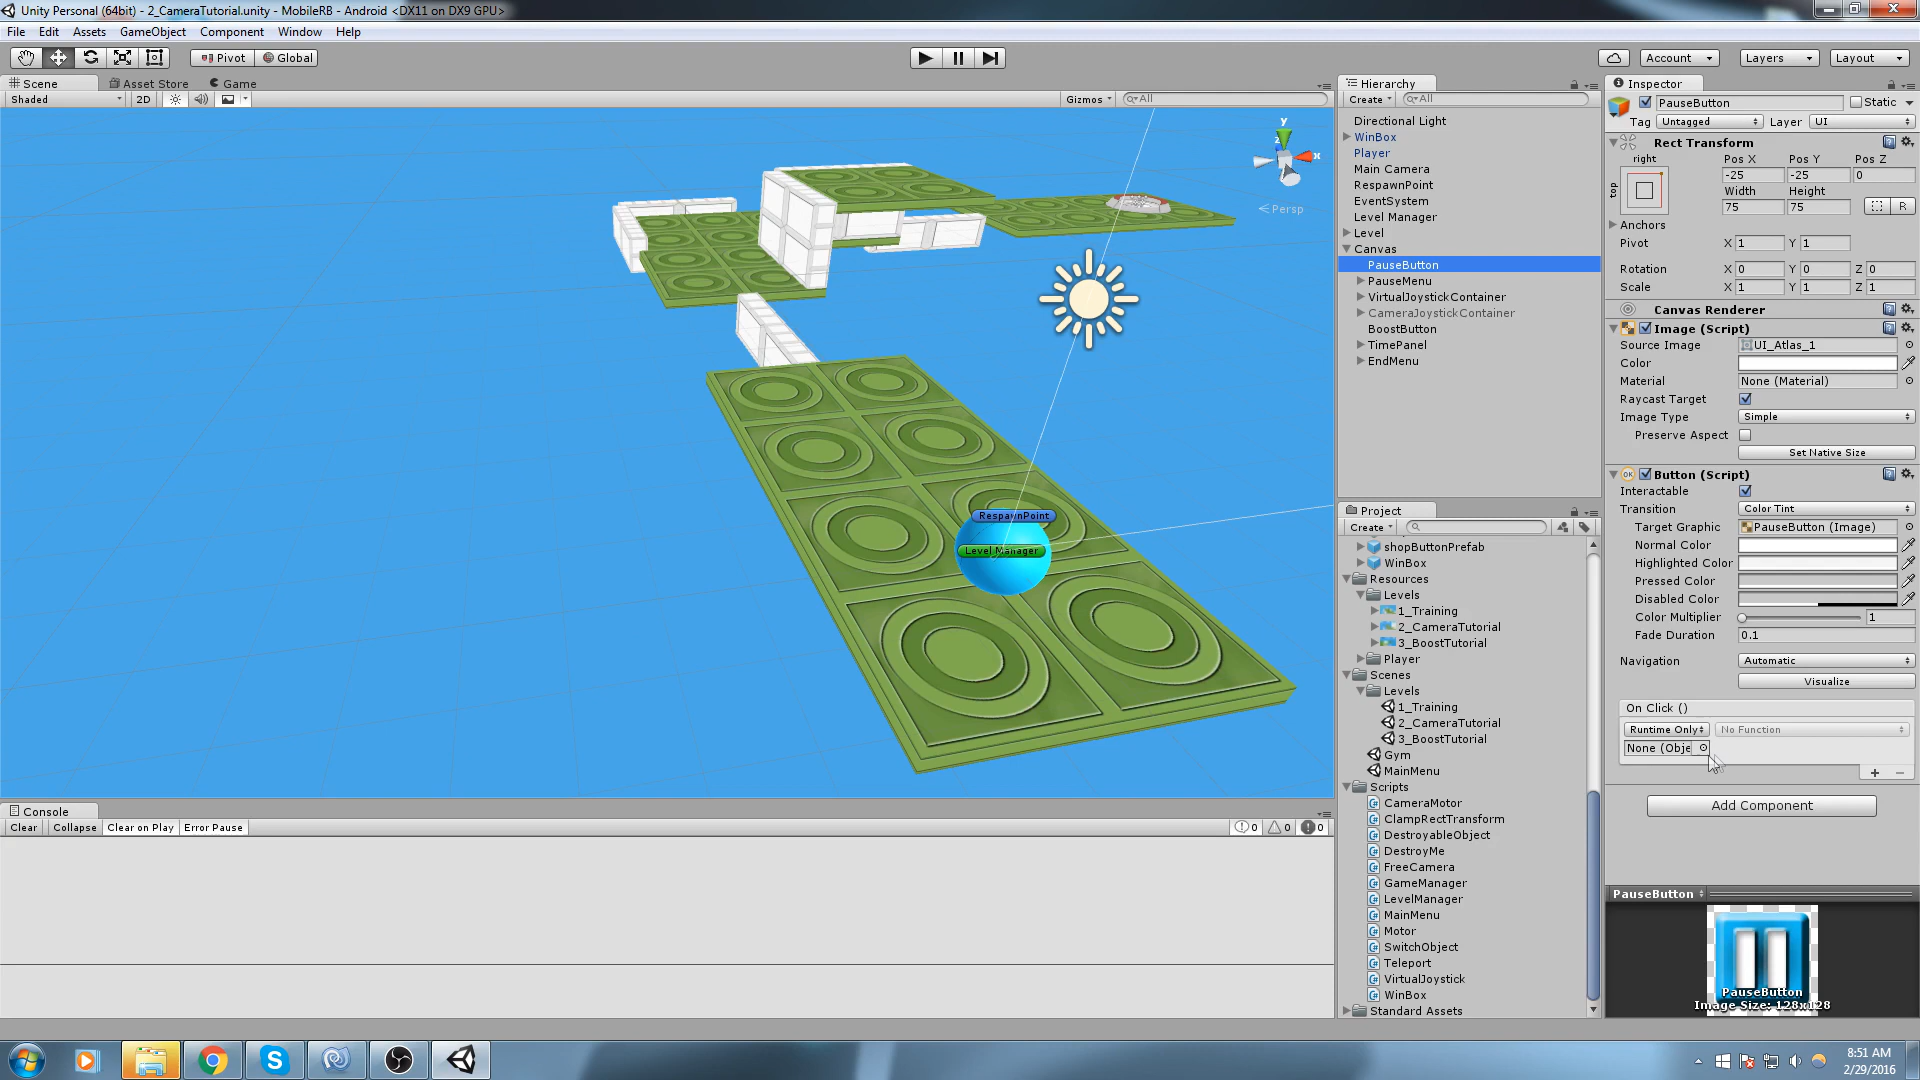 Unity Personal (64bit) - 2_CameraTutorial.unity - MobileRB - Android <DX11 on DX9 GPU>
File Edit Assets GameObject Component Window Help
Pivot Global
Account Layers Layout
Scene Asset Store Game
Shaded 2D Gizmos All
y
x
z
Persp
RespawnPoint
Level Manager
Console
Clear Collapse Clear on Play Error Pause 0 0 0
Hierarchy
Create All
Directional Light
WinBox
Player
Main Camera
RespawnPoint
EventSystem
Level Manager
Level
Canvas
PauseButton
PauseMenu
VirtualJoystickContainer
CameraJoystickContainer
BoostButton
TimePanel
EndMenu
Project
Create
shopButtonPrefab
WinBox
Resources
Levels
1_Training
2_CameraTutorial
3_BoostTutorial
Player
Scenes
Levels
1_Training
2_CameraTutorial
3_BoostTutorial
Gym
MainMenu
Scripts
CameraMotor
ClampRectTransform
DestroyableObject
DestroyMe
FreeCamera
GameManager
LevelManager
MainMenu
Motor
SwitchObject
Teleport
VirtualJoystick
WinBox
Standard Assets
Inspector
PauseButton Static
Tag Untagged Layer UI
Rect Transform
right Pos X Pos Y Pos Z
top -25 -25 0
Width Height
75 75 R
Anchors
Pivot X 1 Y 1
Rotation X 0 Y 0 Z 0
Scale X 1 Y 1 Z 1
Canvas Renderer
Image (Script)
Source Image UI_Atlas_1
Color
Material None (Material)
Raycast Target
Image Type Simple
Preserve Aspect
Set Native Size
OK Button (Script)
Interactable
Transition Color Tint
Target Graphic PauseButton (Image)
Normal Color
Highlighted Color
Pressed Color
Disabled Color
Color Multiplier 1
Fade Duration 0.1
Navigation Automatic
Visualize
On Click ()
Runtime Only No Function
None (Obje
+ -
Add Component
PauseButton
PauseButton
Image Size: 128x128
8:51 AM
2/29/2016